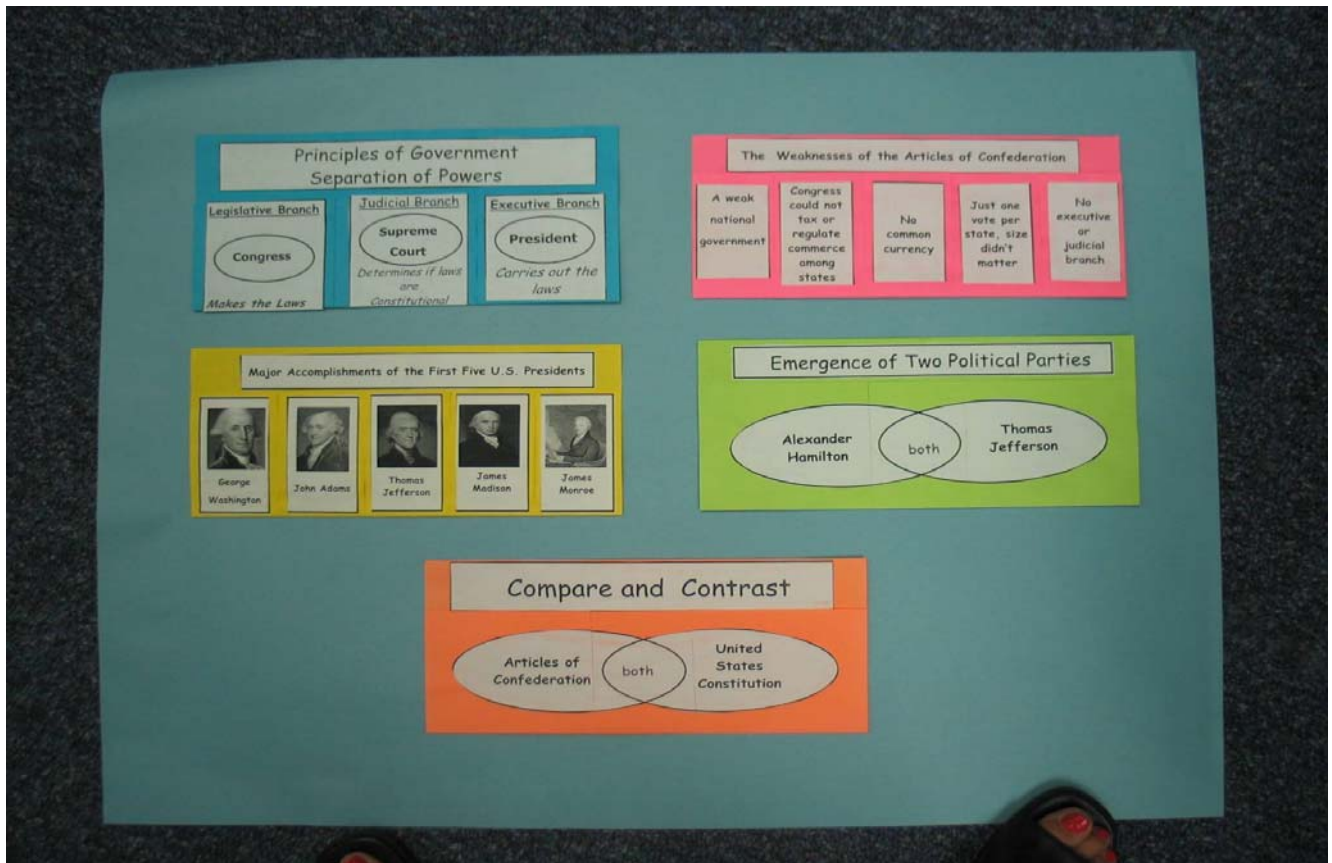 Principles of Government
Separation of Powers
Legislative Branch
Congress
Makes the Laws
Judicial Branch
Supreme
Court
Determines if laws
are
Constitutional
Executive Branch
President
Carries out the
laws
The Weaknesses of the Articles of Confederation
A weak
national
government
Congress
could not
tax or
regulate
commerce
among
states
No
common
currency
Just one
vote per
state, size
didn't
matter
No
executive
or
judicial
branch
Major Accomplishments of the First Five U.S. Presidents
George
Washington
John Adams
Thomas
Jefferson
James
Madison
James
Monroe
Emergence of Two Political Parties
Alexander
Hamilton
both
Thomas
Jefferson
Compare and Contrast
Articles of
Confederation
both
United
States
Constitution